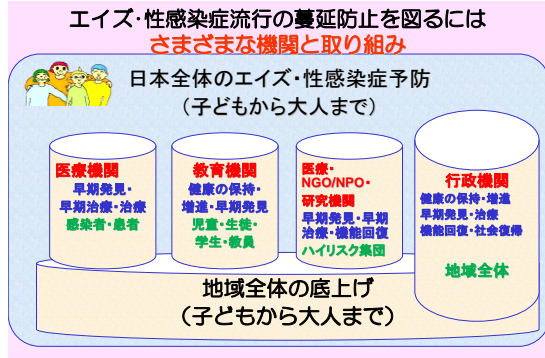 エイズ・性感染症流行の蔓延防止を図るには
さまざまな機関と取り組み
日本全体のエイズ・性感染症予防
（子どもから大人まで）
医療機関
早期発見・
早期治療・治療
感染者・患者
教育機関
健康の保持・
増進・早期発見
児童・生徒・
学生・教員
医療・
NGO/NPO・
研究機関
早期発見・早期
治療・機能回復
ハイリスク集団
行政機関
健康の保持・増進
早期発見・治療
機能回復・社会復帰
地域全体
地域全体の底上げ
（子どもから大人まで）